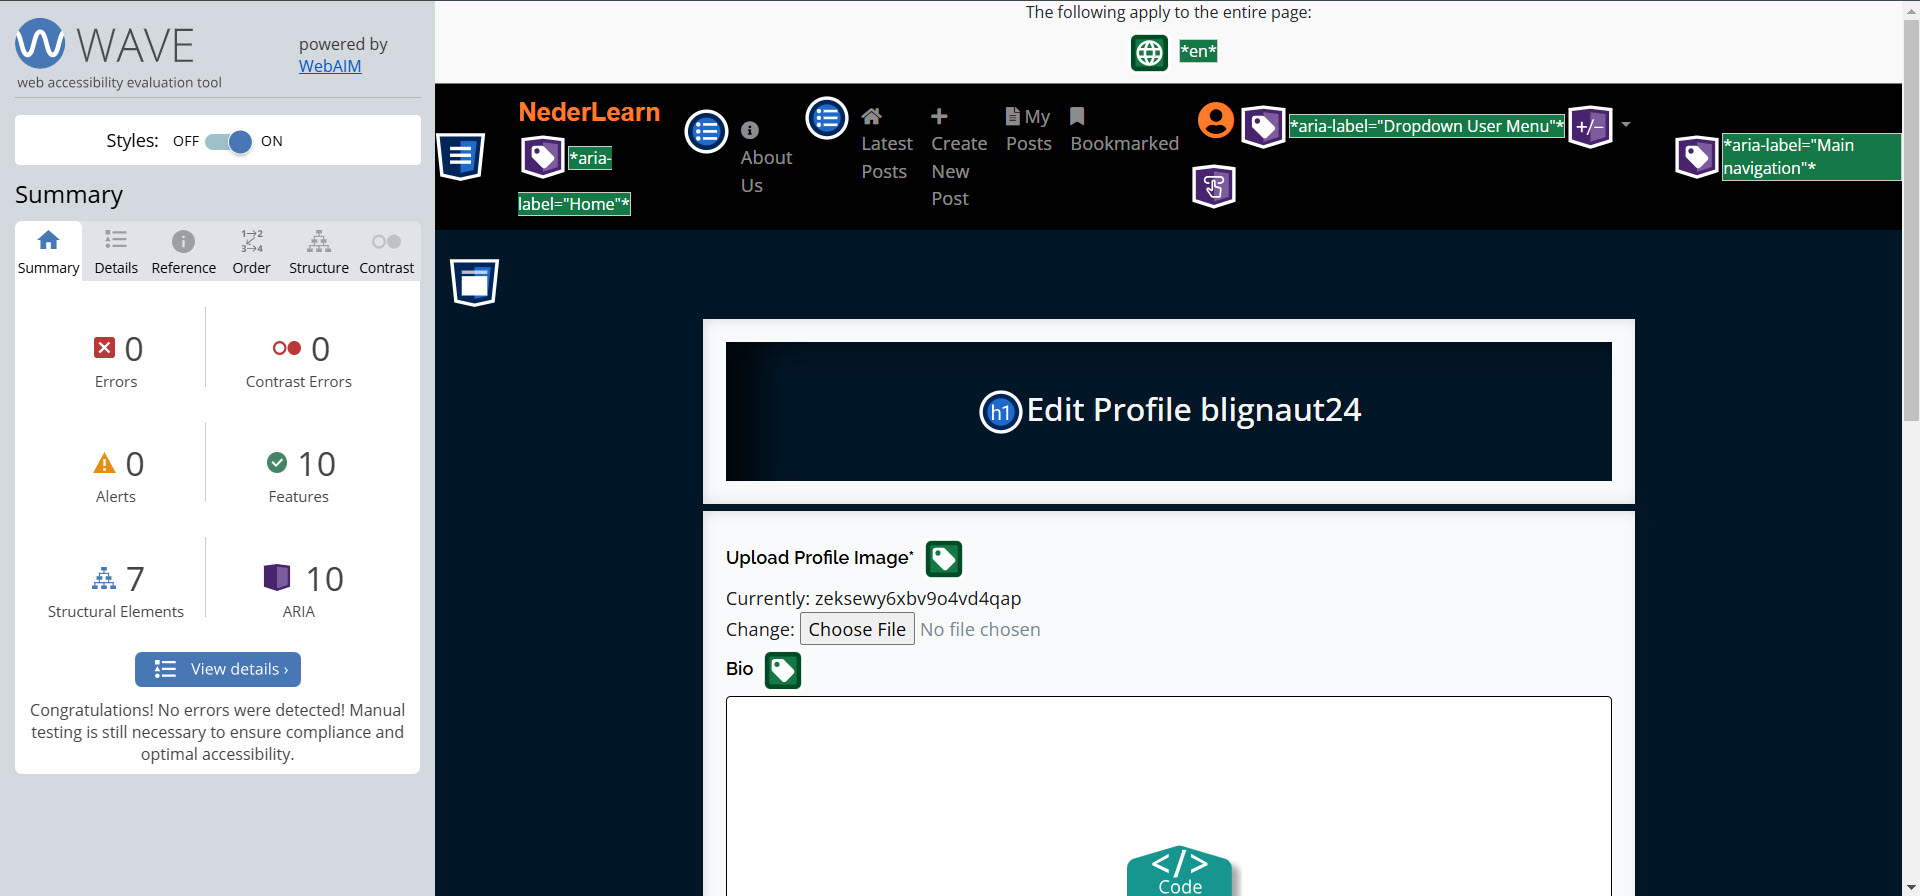 WAVE
web accessibility evaluation tool
powered by
WebAIM
Styles: OFF ON
Summary
Summary Details Reference Order Structure Contrast
0 Errors
0 Contrast Errors
0 Alerts
10 Features
7 Structural Elements
10 ARIA
View details ›
Congratulations! No errors were detected! Manual
testing is still necessary to ensure compliance and
optimal accessibility.
The following apply to the entire page:
*en*
NederLearn
*aria-
label="Home"*
About
Us
Latest
Posts
Create
New
Post
My
Posts
Bookmarked
*aria-label="Dropdown User Menu"*
+/−
*aria-label="Main
navigation"*
h1 Edit Profile blignaut24
Upload Profile Image*
Currently: zeksewy6xbv9o4vd4qap
Change: Choose File No file chosen
Bio
</>
Code